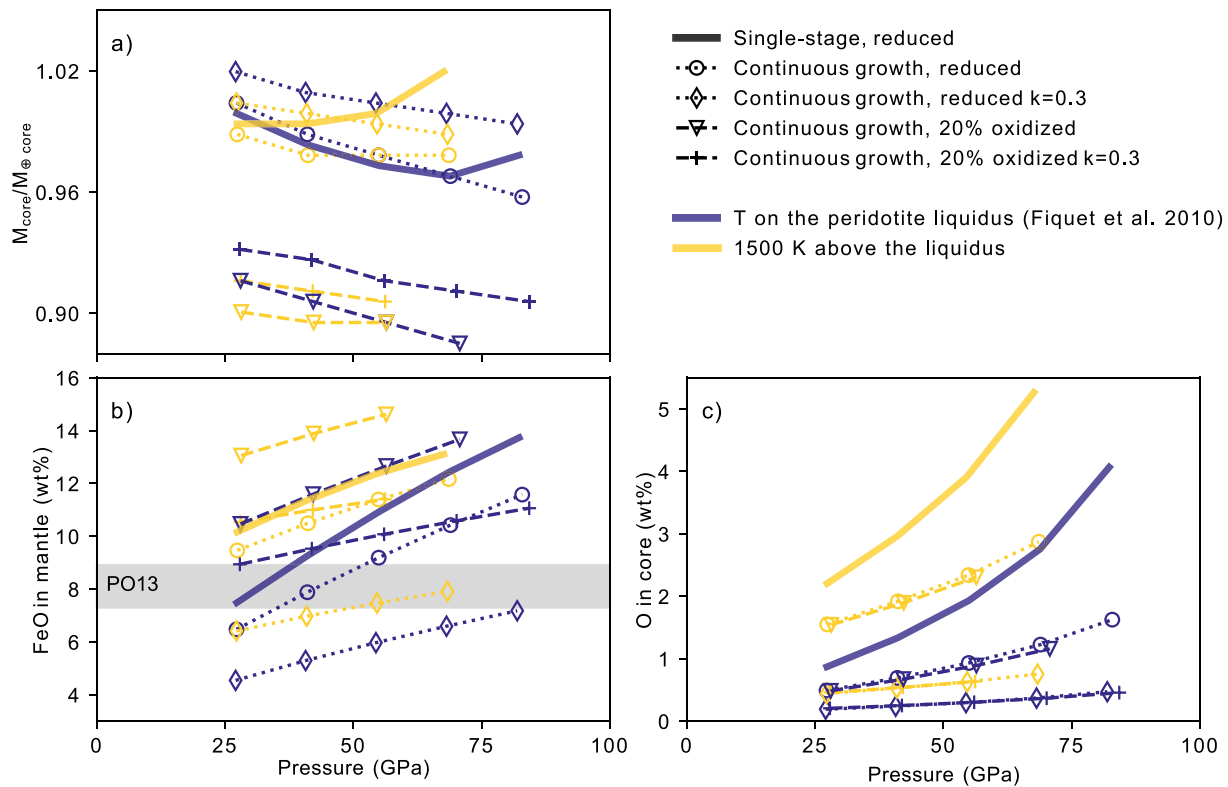 a)
1.02
0.96
0.90
M_core/M_⊕ core
Single-stage, reduced
Continuous growth, reduced
Continuous growth, reduced k=0.3
Continuous growth, 20% oxidized
Continuous growth, 20% oxidized k=0.3
T on the peridotite liquidus (Fiquet et al. 2010)
1500 K above the liquidus
b)
16
14
12
10
8
6
4
FeO in mantle (wt%)
PO13
0 25 50 75 100
Pressure (GPa)
c)
5
4
3
2
1
0
O in core (wt%)
0 25 50 75 100
Pressure (GPa)